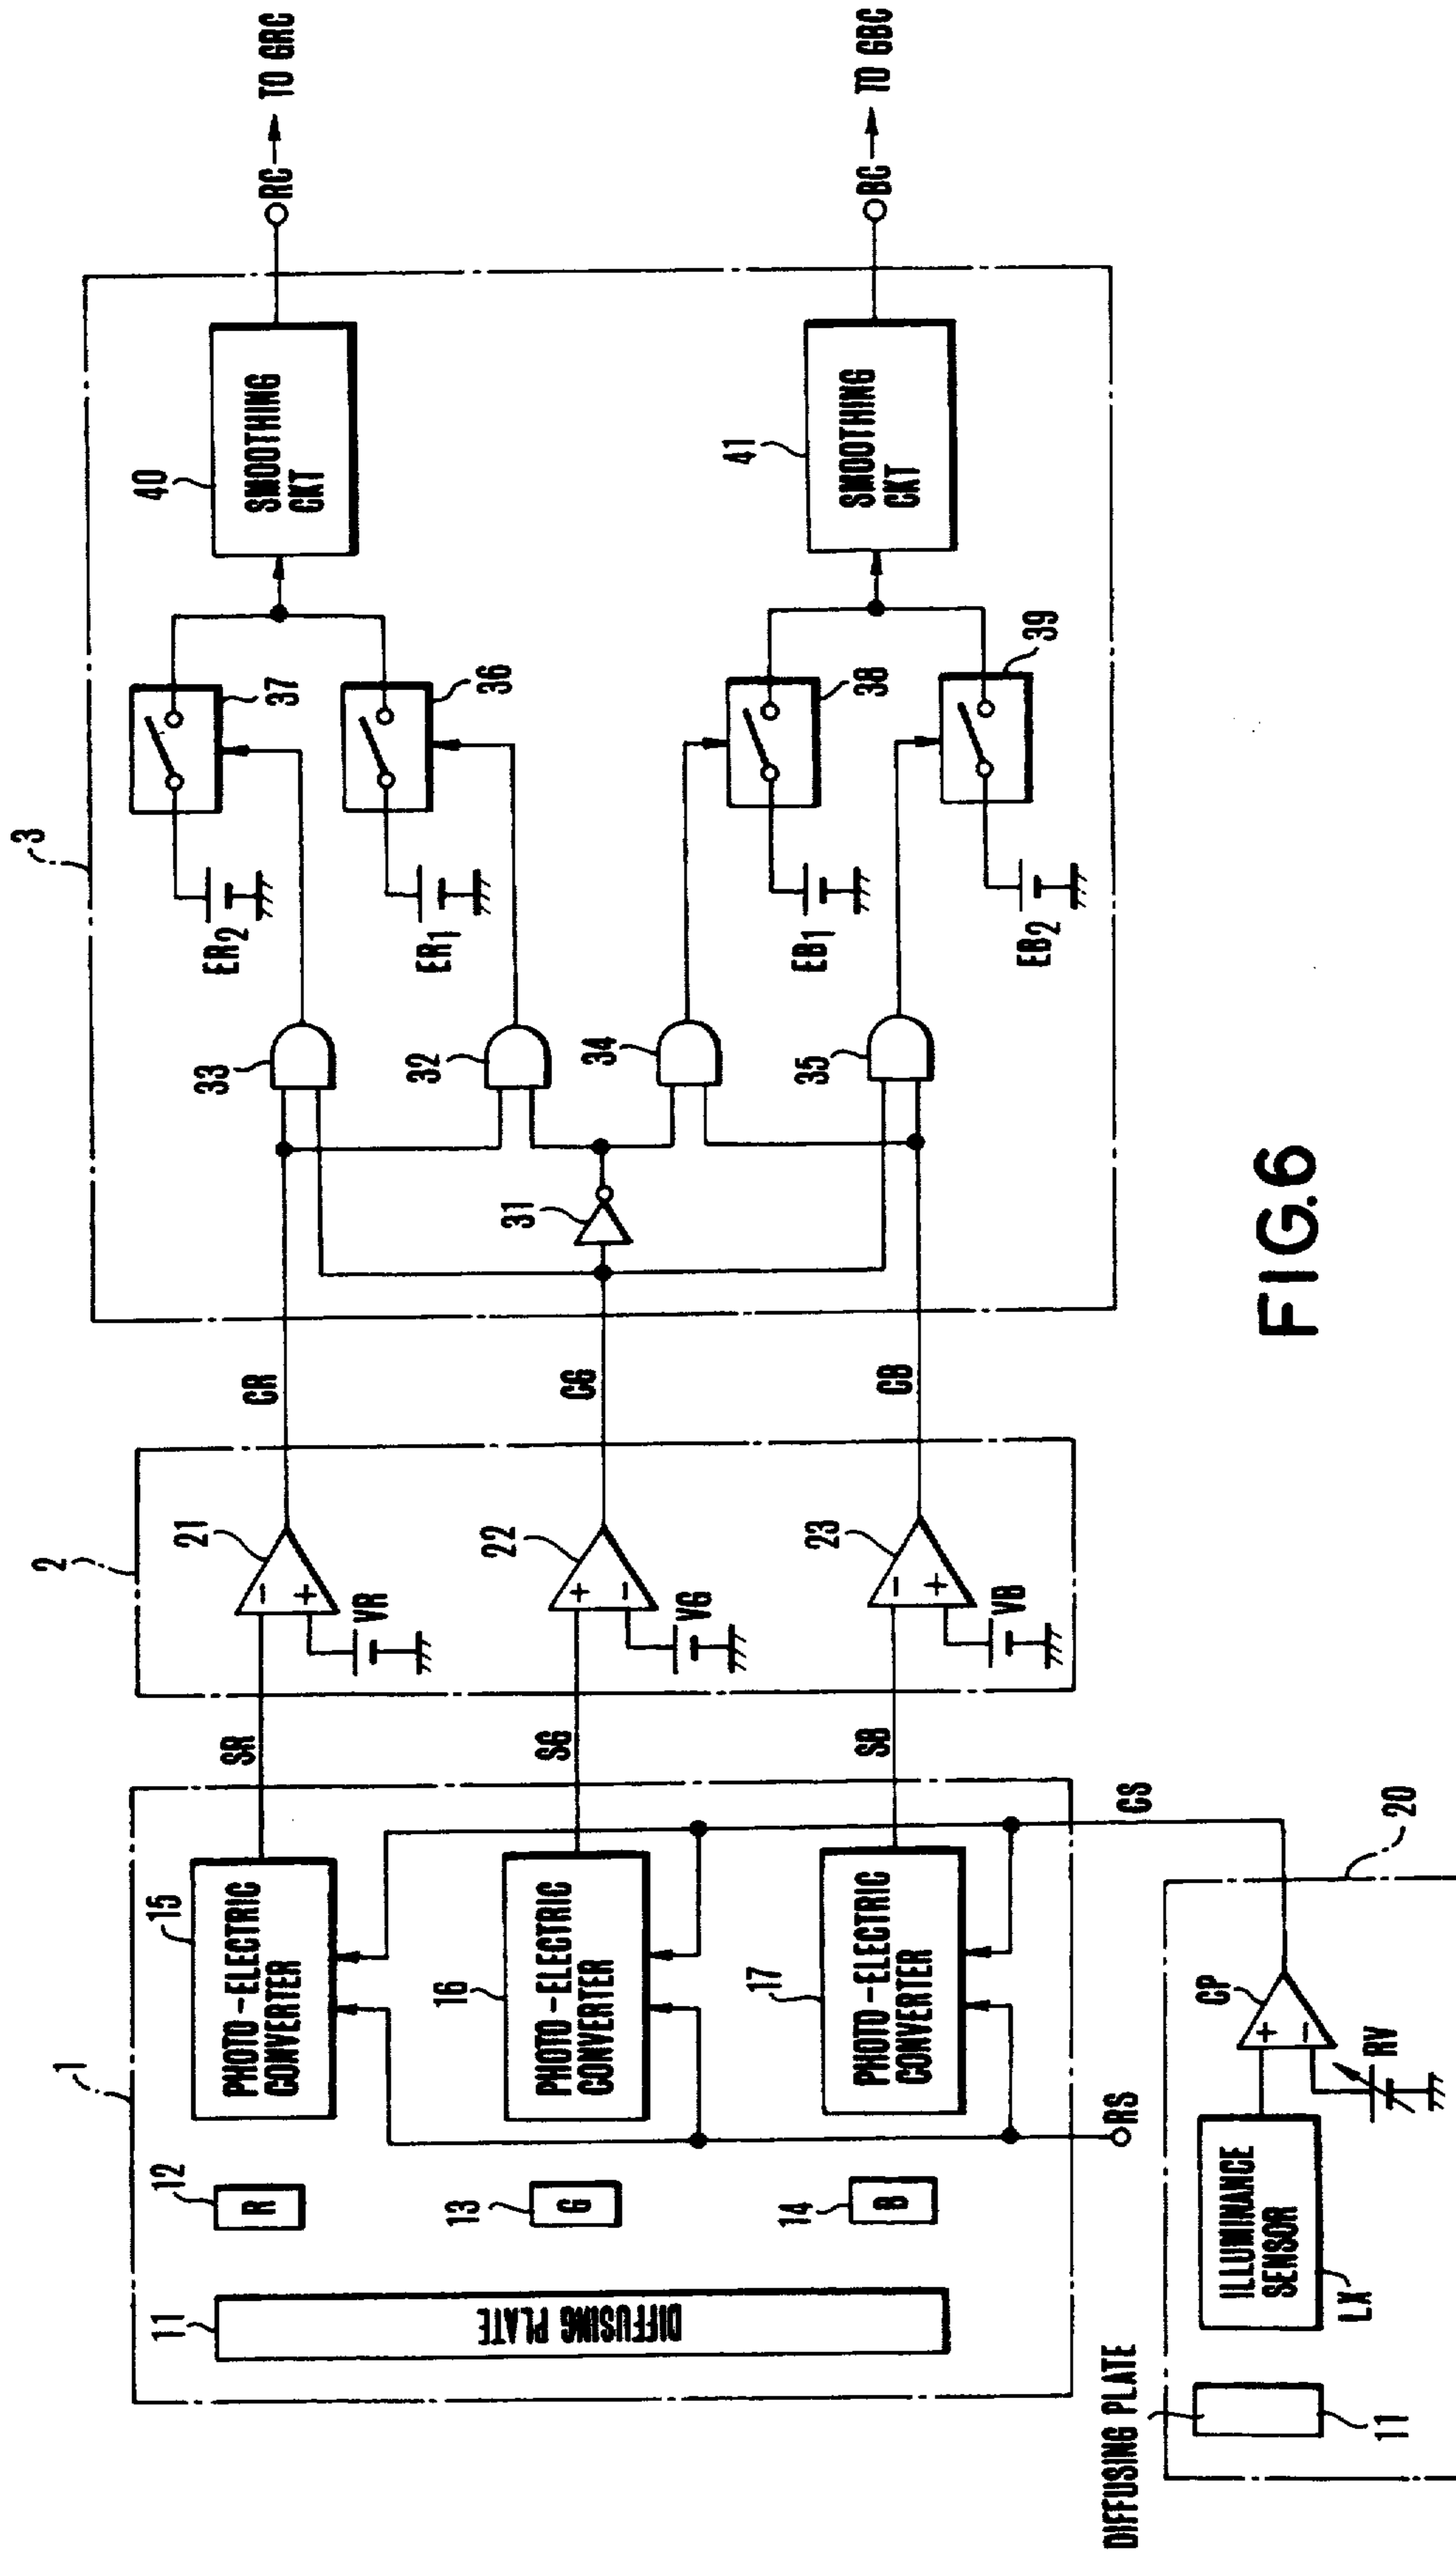 3
33
ER2
37
40
SMOOTHING
CKT
RC → TO GRC
32
ER1
36
31
34
EB1
38
41
SMOOTHING
CKT
BC → TO GBC
35
EB2
39
2
21
-
+
VR
CR
22
+
-
VG
CG
23
-
+
VB
CB
1
11
DIFFUSING PLATE
12
R
15
PHOTO-ELECTRIC
CONVERTER
SR
13
G
16
PHOTO-ELECTRIC
CONVERTER
SG
14
B
17
PHOTO-ELECTRIC
CONVERTER
SB
RS
CS
DIFFUSING PLATE
11
ILLUMINANCE
SENSOR
LX
CP
+
-
RV
20
FIG.6